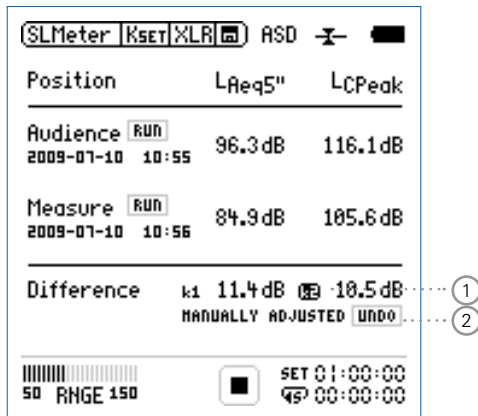 SLMeter KSET XLR ASD
Position LAeq5" LCPeak
Audience RUN 96.3dB 116.1dB
2009-07-10 10:55
Measure RUN 84.9dB 105.6dB
2009-07-10 10:56
Difference k1 11.4dB k2 10.5dB 1
MANUALLY ADJUSTED UNDO 2
SET 01:00:00
50 RNGE 150 00:00:00